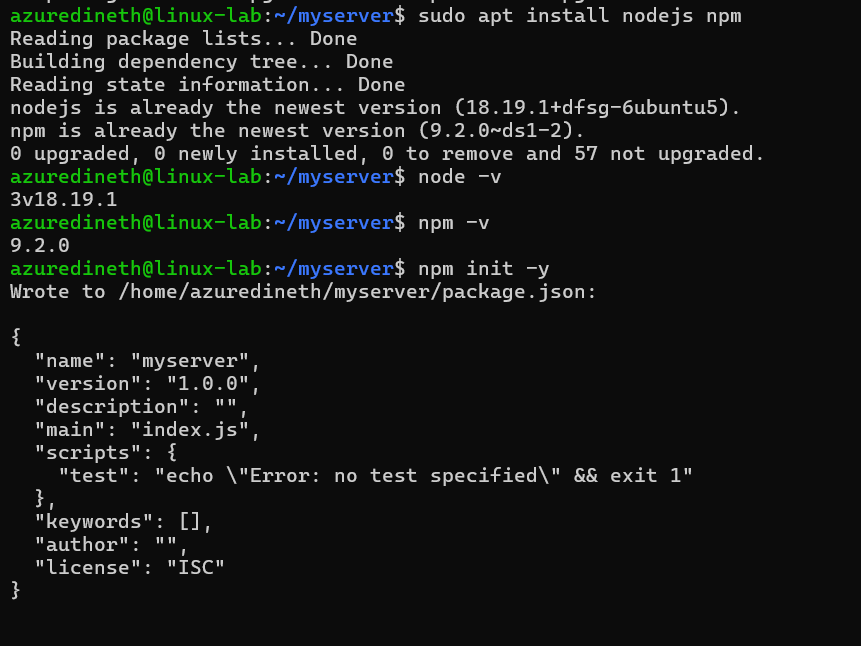 azuredineth@linux-lab:~/myserver$ sudo apt install nodejs npm
Reading package lists... Done
Building dependency tree... Done
Reading state information... Done
nodejs is already the newest version (18.19.1+dfsg-6ubuntu5).
npm is already the newest version (9.2.0~ds1-2).
0 upgraded, 0 newly installed, 0 to remove and 57 not upgraded.
azuredineth@linux-lab:~/myserver$ node -v
3v18.19.1
azuredineth@linux-lab:~/myserver$ npm -v
9.2.0
azuredineth@linux-lab:~/myserver$ npm init -y
Wrote to /home/azuredineth/myserver/package.json:

{
  "name": "myserver",
  "version": "1.0.0",
  "description": "",
  "main": "index.js",
  "scripts": {
    "test": "echo \"Error: no test specified\" && exit 1"
  },
  "keywords": [],
  "author": "",
  "license": "ISC"
}